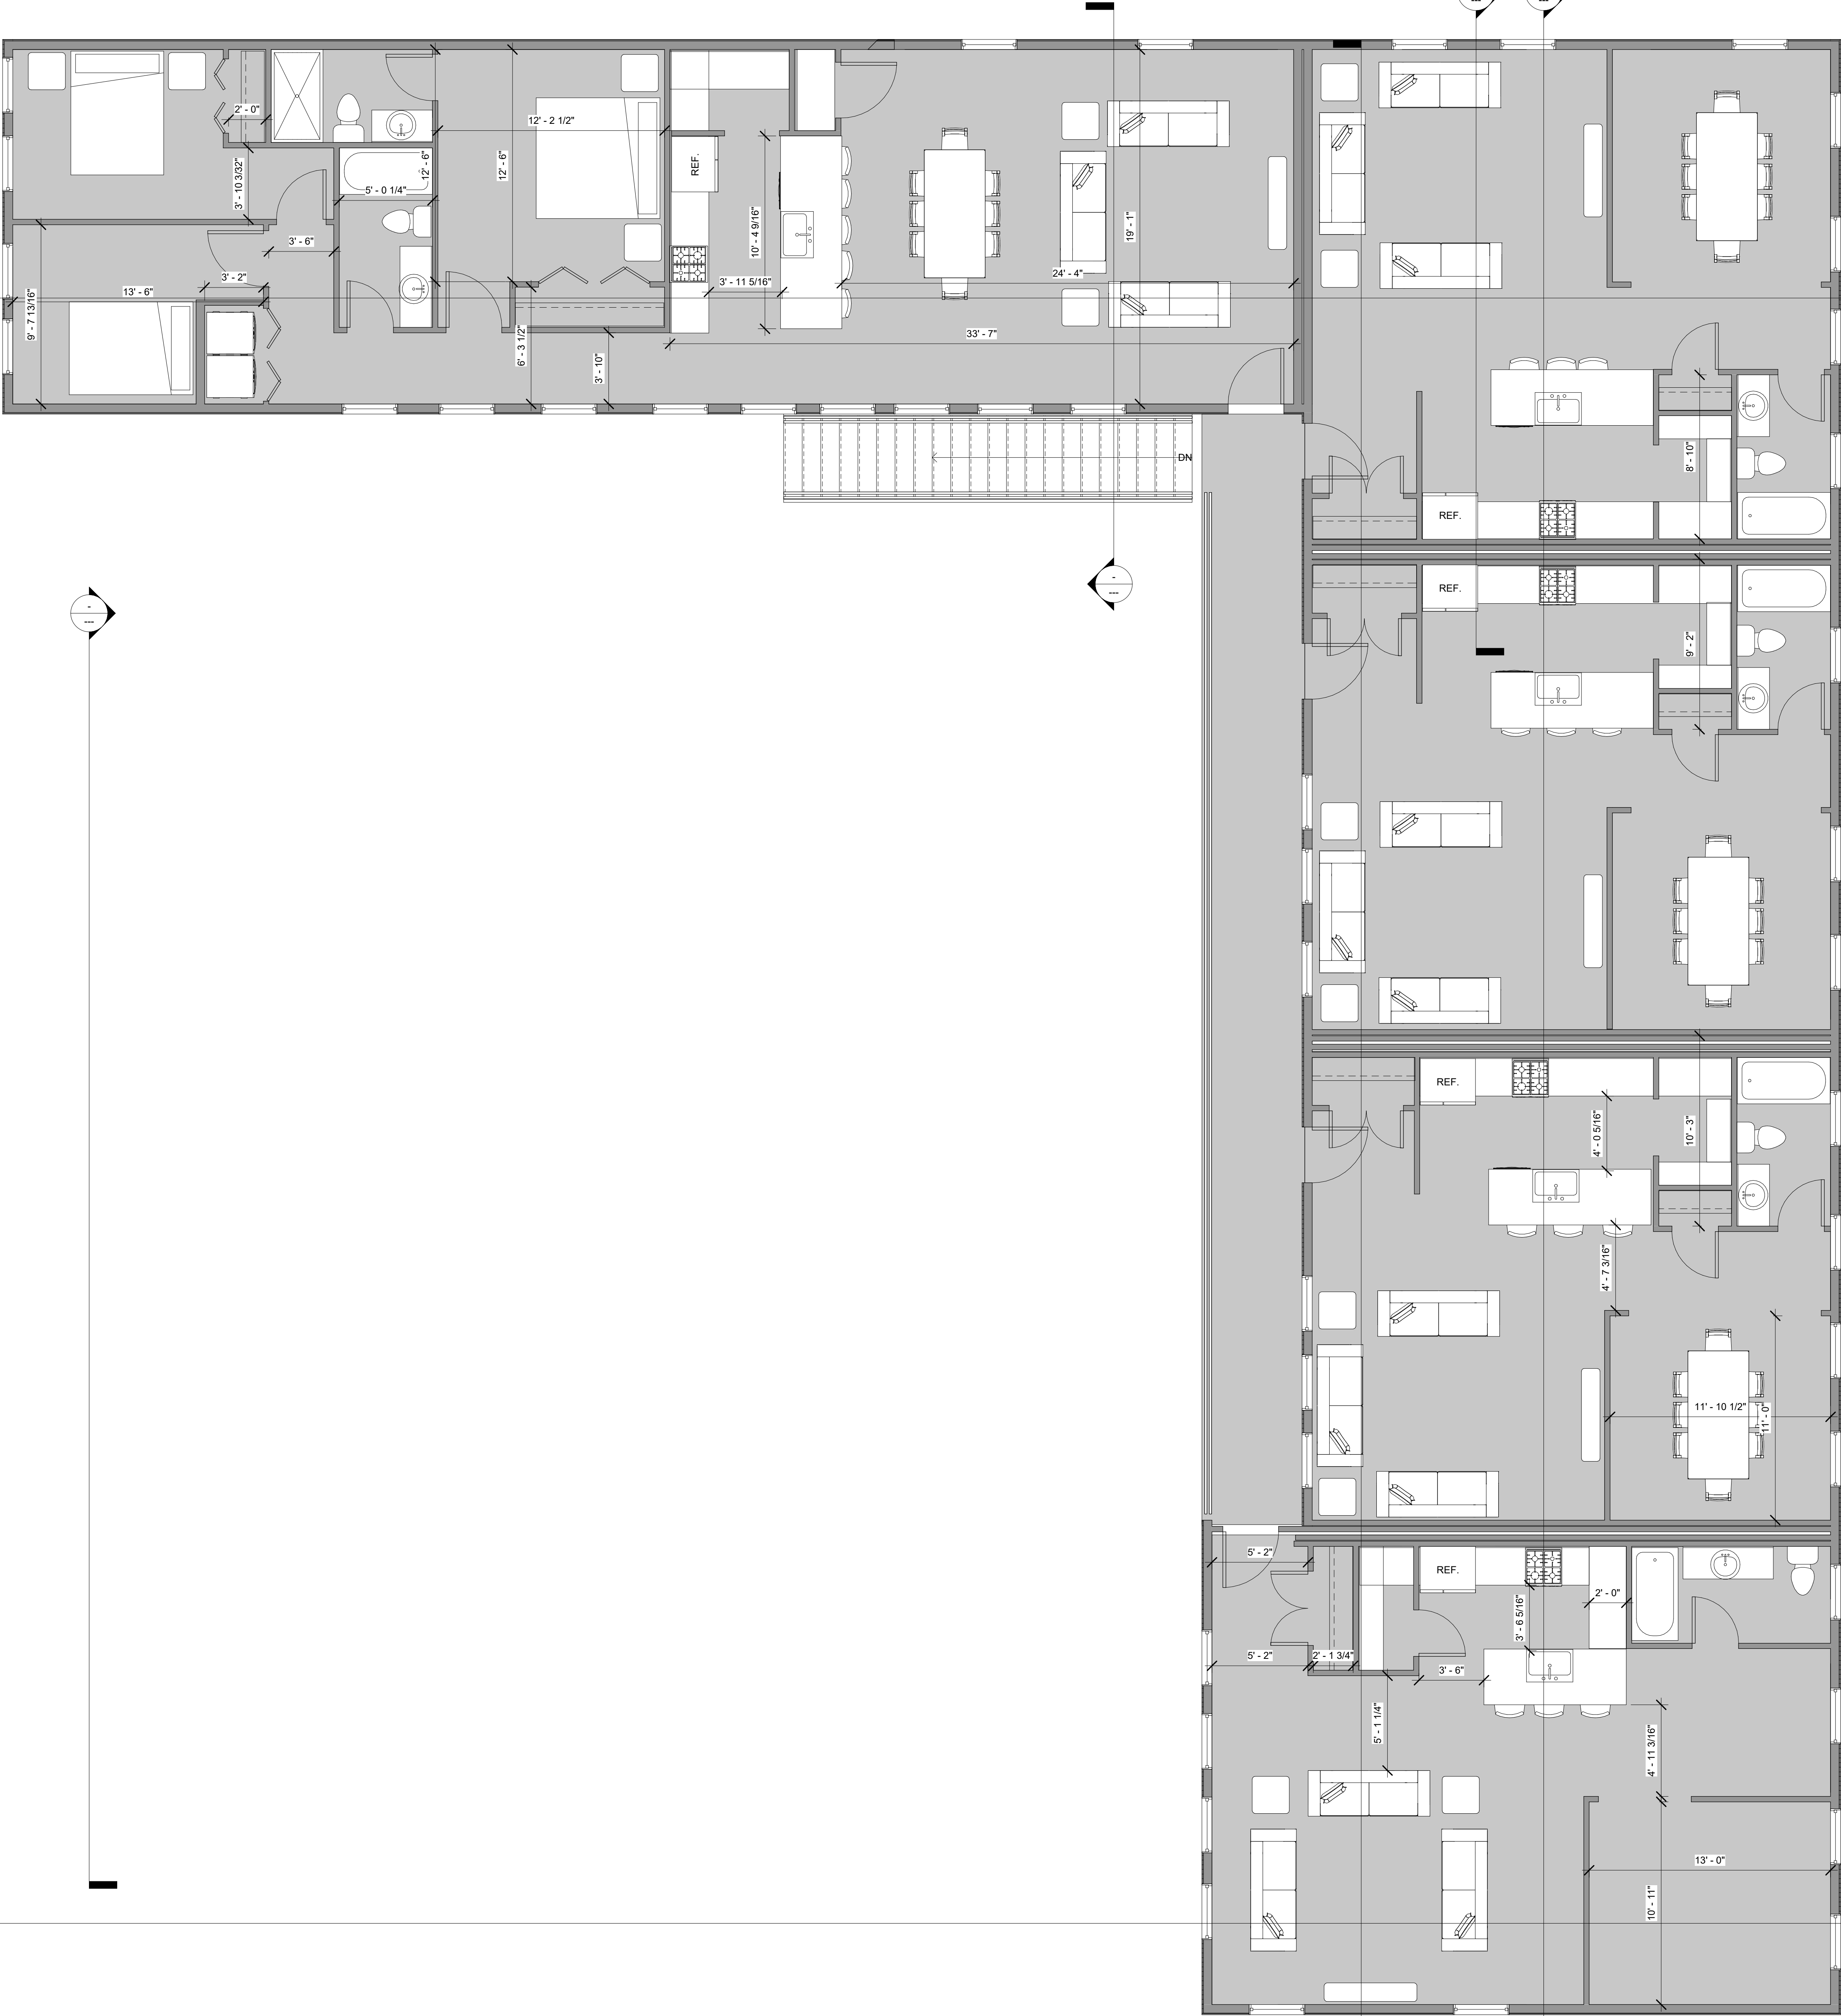 ---
---
2' - 0"
12' - 2 1/2"
12' - 6"
12' - 6"
REF.
3' - 10 3/32"
5' - 0 1/4"
10' - 4 9/16"
19' - 1"
3' - 6"
3' - 2"
13' - 6"
3' - 11 5/16"
24' - 4"
9' - 7 13/16"
6' - 3 1/2"
3' - 10"
33' - 7"
DN
8' - 10"
REF.
-
---
-
---
REF.
9' - 2"
REF.
4' - 0 5/16"
10' - 3"
4' - 7 3/16"
11' - 10 1/2"
11' - 0"
5' - 2"
REF.
2' - 0"
3' - 6 5/16"
5' - 2"
2' - 1 3/4"
3' - 6"
5' - 1 1/4"
4' - 11 3/16"
13' - 0"
10' - 11"